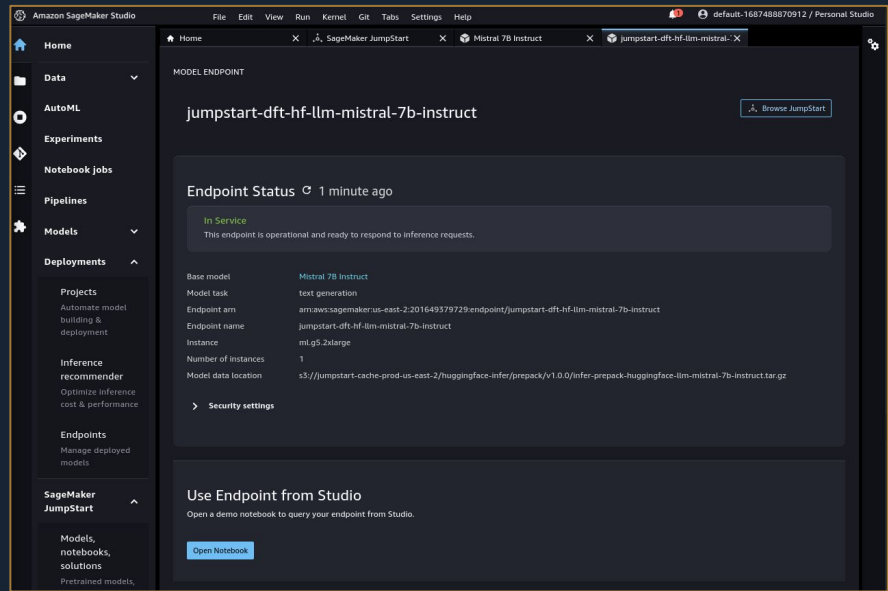 Amazon SageMaker Studio
File Edit View Run Kernel Git Tabs Settings Help
1
default-1687488870912 / Personal Studio
Home
Data
AutoML
Experiments
Notebook jobs
Pipelines
Models
Deployments
Projects
Automate model
building &
deployment
Inference
recommender
Optimize inference
cost & performance
Endpoints
Manage deployed
models
SageMaker
JumpStart
Models,
notebooks,
solutions
Pretrained models,
Home
SageMaker JumpStart
Mistral 7B Instruct
jumpstart-dft-hf-llm-mistral-
MODEL ENDPOINT
jumpstart-dft-hf-llm-mistral-7b-instruct
Browse JumpStart
Endpoint Status 1 minute ago
In Service
This endpoint is operational and ready to respond to inference requests.
Base model Mistral 7B Instruct
Model task text generation
Endpoint arn arn:aws:sagemaker:us-east-2:201649379729:endpoint/jumpstart-dft-hf-llm-mistral-7b-instruct
Endpoint name jumpstart-dft-hf-llm-mistral-7b-instruct
Instance ml.g5.2xlarge
Number of instances 1
Model data location s3://jumpstart-cache-prod-us-east-2/huggingface-infer/prepack/v1.0.0/infer-prepack-huggingface-llm-mistral-7b-instruct.tar.gz
Security settings
Use Endpoint from Studio
Open a demo notebook to query your endpoint from Studio.
Open Notebook